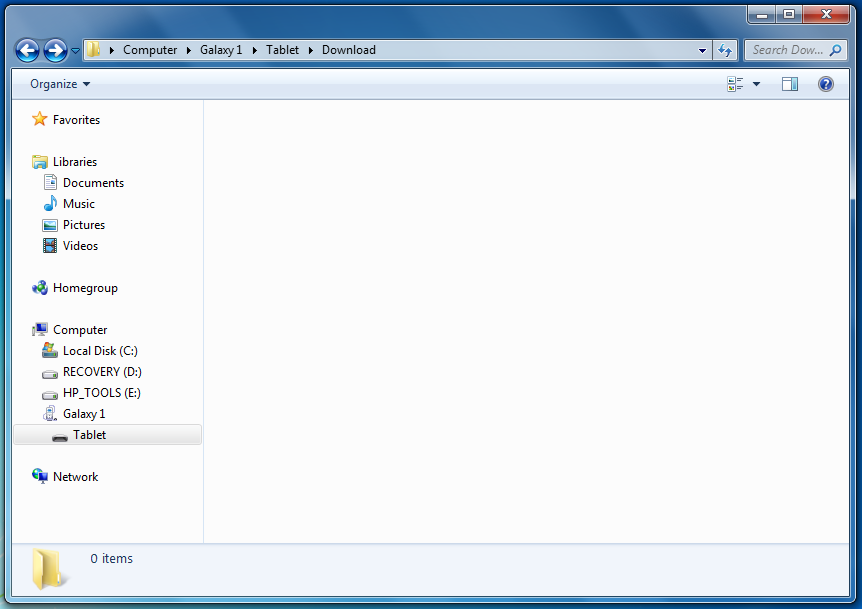 Computer Galaxy 1 Tablet Download
Search Dow...
Organize
Favorites
Libraries
Documents
Music
Pictures
Videos
Homegroup
Computer
Local Disk (C:)
RECOVERY (D:)
HP_TOOLS (E:)
Galaxy 1
Tablet
Network
0 items